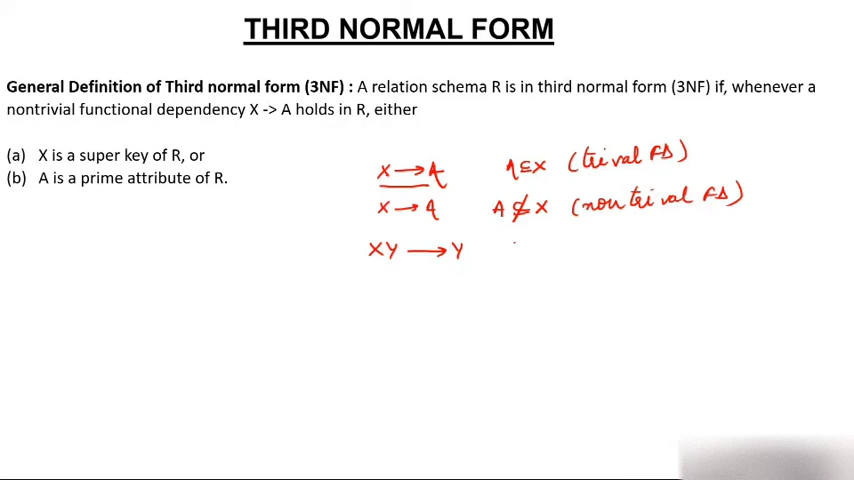 THIRD NORMAL FORM
General Definition of Third normal form (3NF) : A relation schema R is in third normal form (3NF) if, whenever a
nontrivial functional dependency X -> A holds in R, either
(a) X is a super key of R, or
(b) A is a prime attribute of R.
X → A A ⊆ X (trival FD)
X → A A ⊈ X (non trival FD)
XY → Y